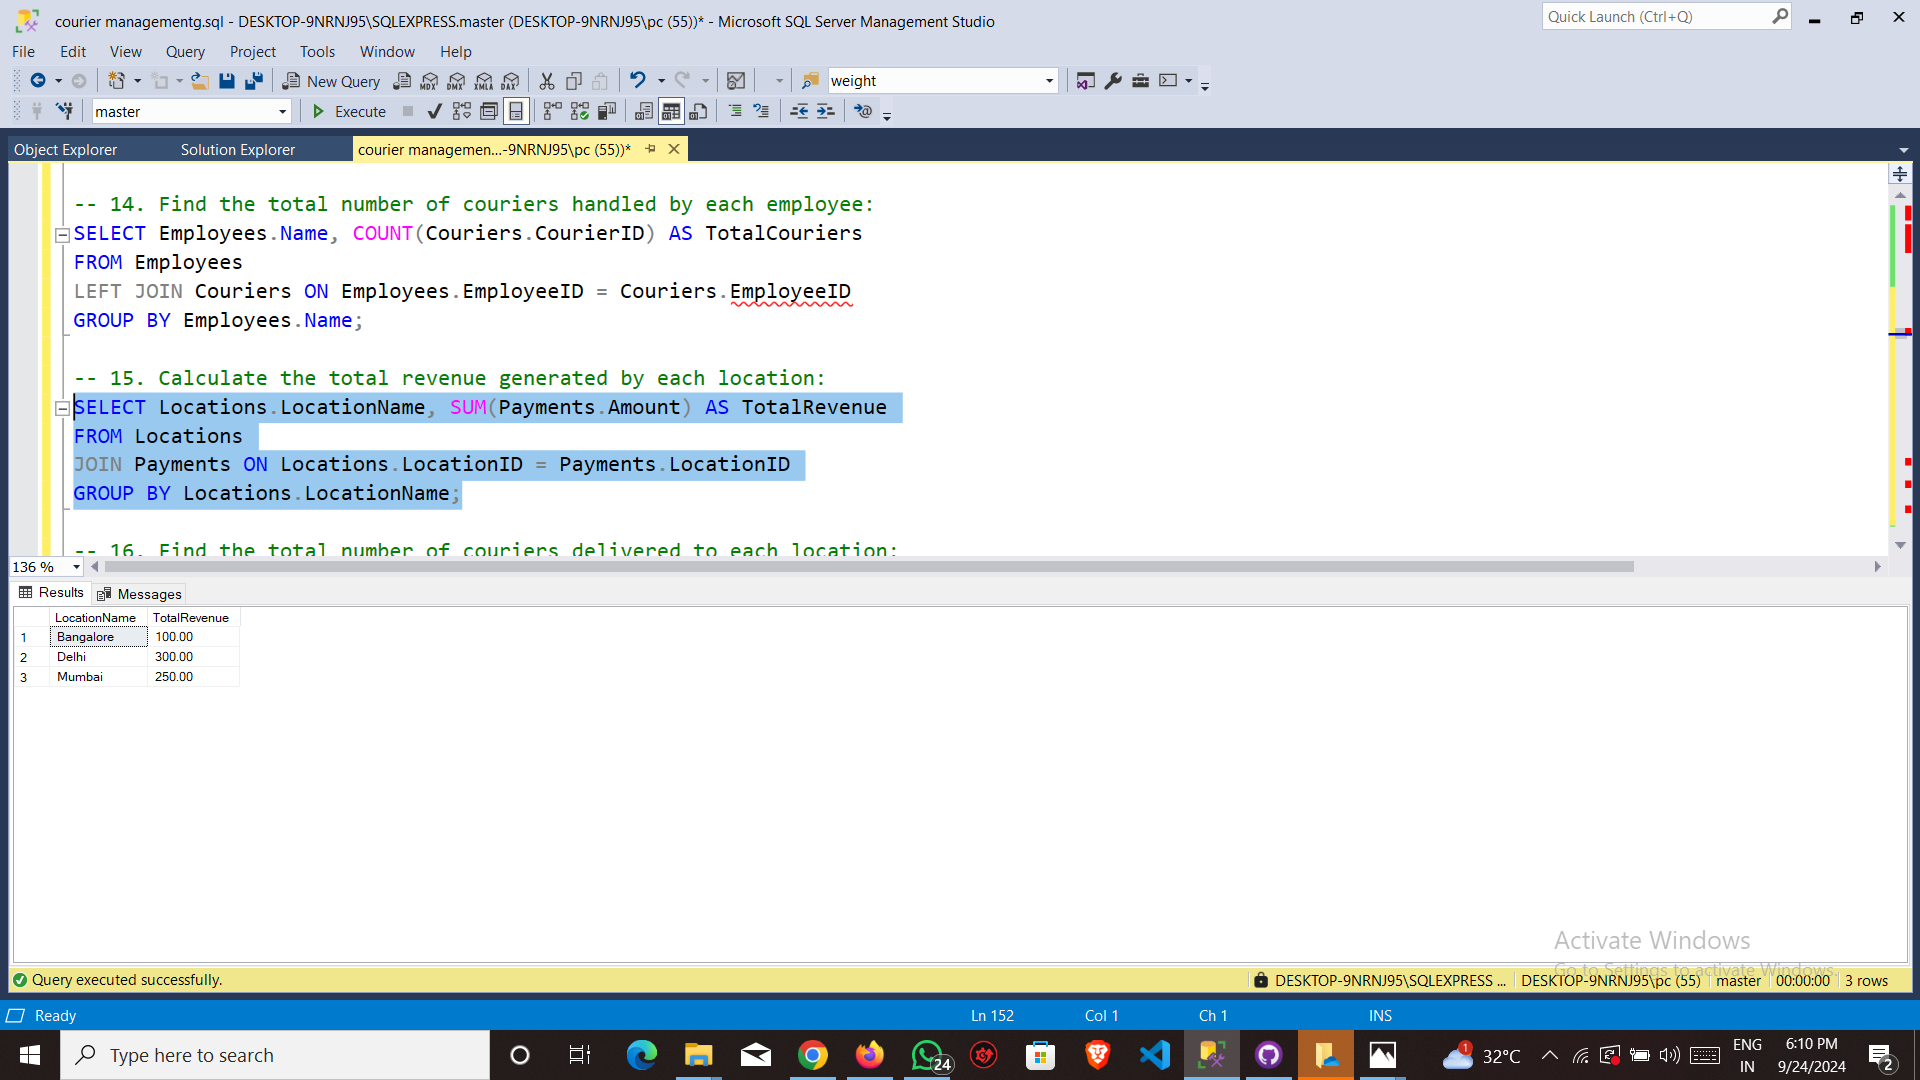 courier managementg.sql - DESKTOP-9NRNJ95\SQLEXPRESS.master (DESKTOP-9NRNJ95\pc (55))* - Microsoft SQL Server Management Studio
Quick Launch (Ctrl+Q)
File Edit View Query Project Tools Window Help
New Query MDX DMX XMLA DAX weight
master Execute
Object Explorer Solution Explorer courier managemen...-9NRNJ95\pc (55))*
-- 14. Find the total number of couriers handled by each employee:
SELECT Employees.Name, COUNT(Couriers.CourierID) AS TotalCouriers
FROM Employees
LEFT JOIN Couriers ON Employees.EmployeeID = Couriers.EmployeeID
GROUP BY Employees.Name;
-- 15. Calculate the total revenue generated by each location:
SELECT Locations.LocationName, SUM(Payments.Amount) AS TotalRevenue
FROM Locations
JOIN Payments ON Locations.LocationID = Payments.LocationID
GROUP BY Locations.LocationName;
-- 16. Find the total number of couriers delivered to each location:
136 %
Results Messages
LocationName TotalRevenue
1 Bangalore 100.00
2 Delhi 300.00
3 Mumbai 250.00
Activate Windows
Go to Settings to activate Windows.
Query executed successfully. DESKTOP-9NRNJ95\SQLEXPRESS ... DESKTOP-9NRNJ95\pc (55) master 00:00:00 3 rows
Ready Ln 152 Col 1 Ch 1 INS
Type here to search 24 1 32°C ENG IN 6:10 PM 9/24/2024 2